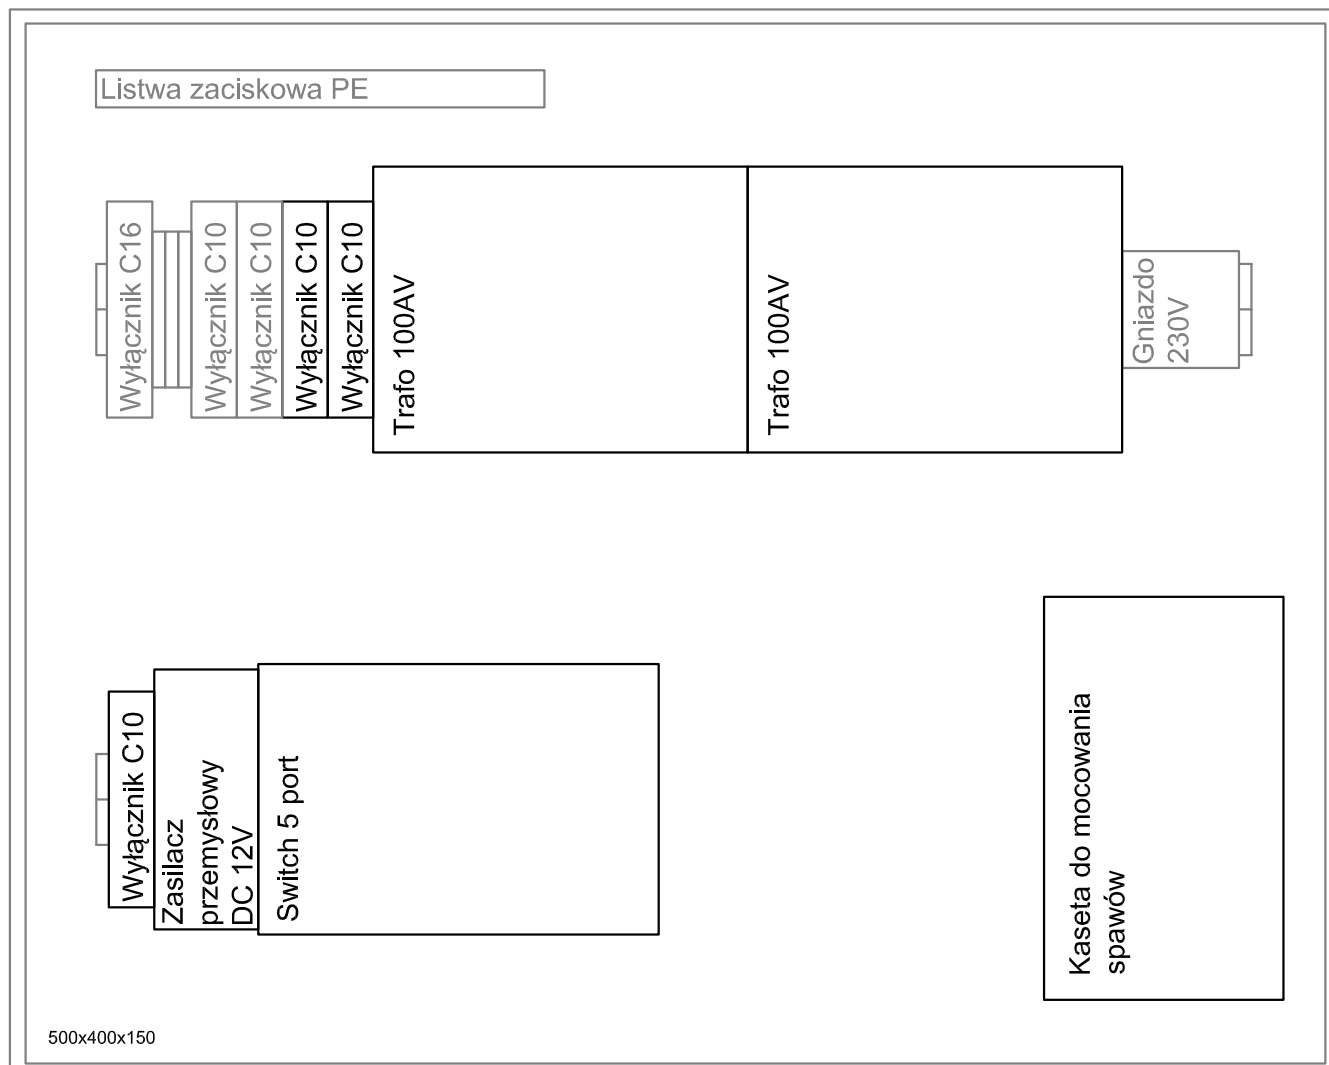 Listwa zaciskowa PE
Wyłącznik C16
Wyłącznik C10
Wyłącznik C10
Wyłącznik C10
Wyłącznik C10
Trafo 100AV
Trafo 100AV
Gniazdo
230V
Wyłącznik C10
Zasilacz
przemysłowy
DC 12V
Switch 5 port
Kaseta do mocowania
spawów
500x400x150